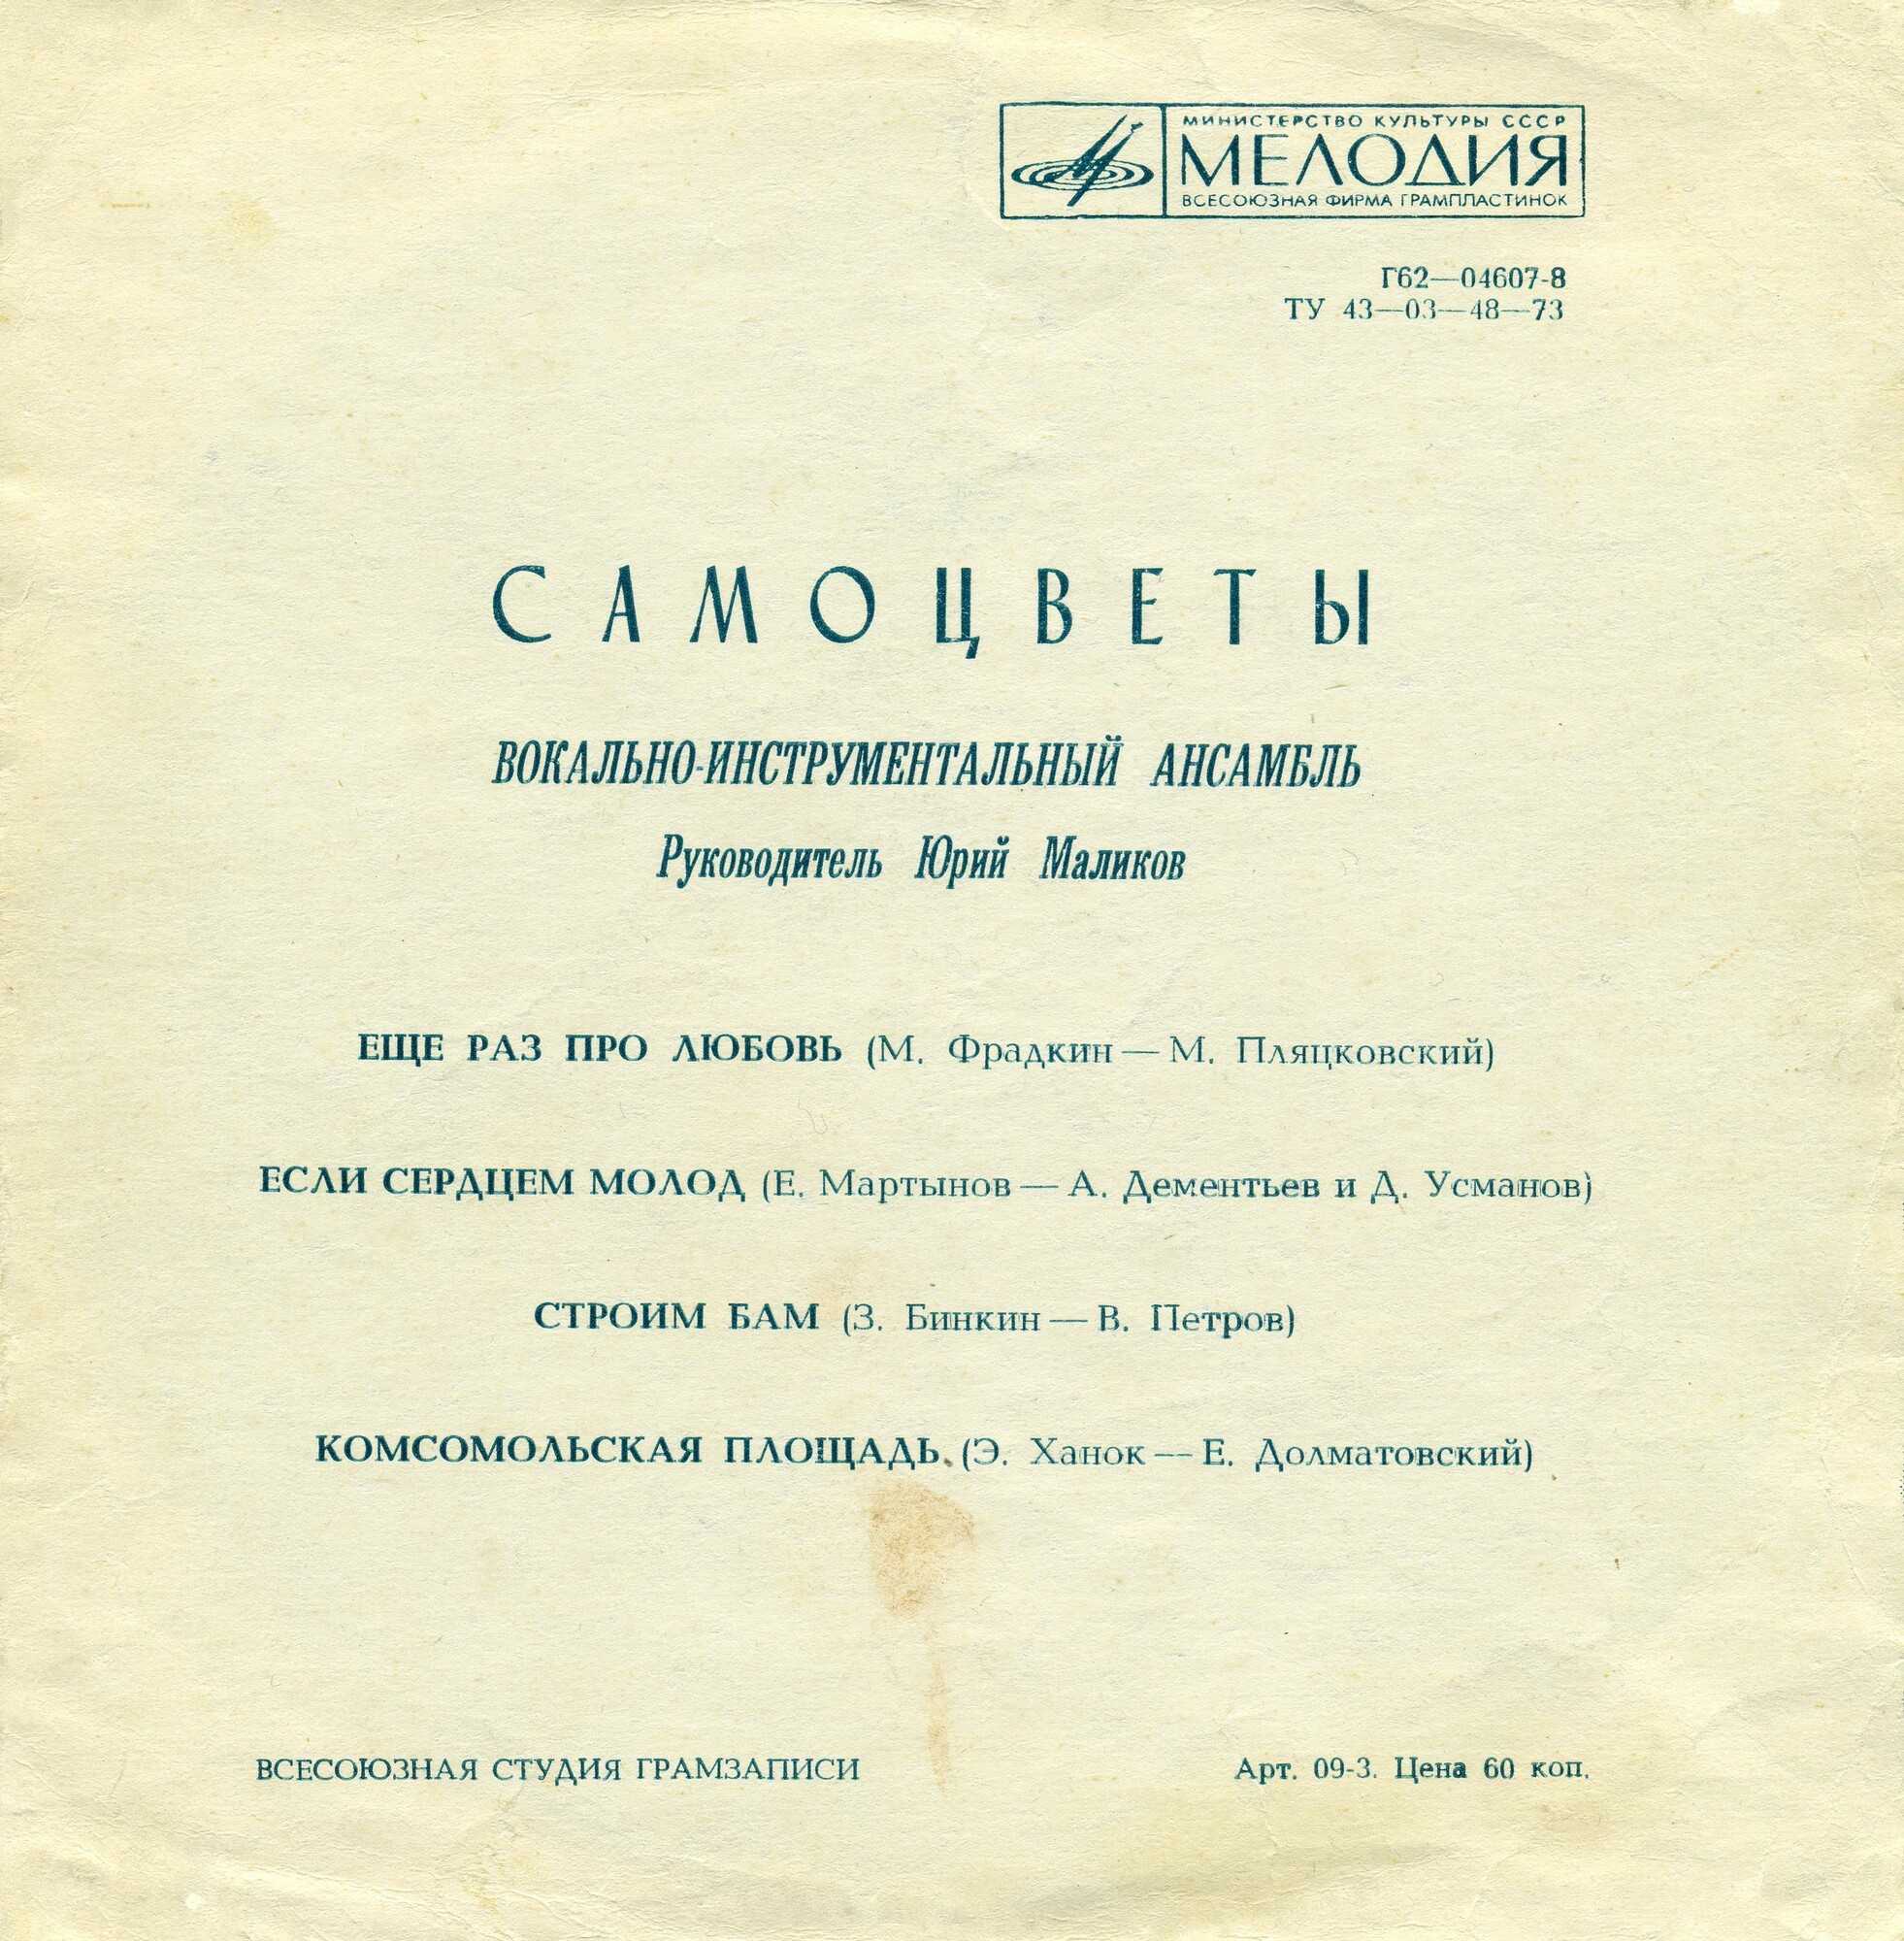 МИНИСТЕРСТВО КУЛЬТУРЫ СССР
МЕЛОДИЯ
ВСЕСОЮЗНАЯ ФИРМА ГРАМПЛАСТИНОК
Г62—04607-8
ТУ 43—03—48—73
САМОЦВЕТЫ
ВОКАЛЬНО-ИНСТРУМЕНТАЛЬНЫЙ АНСАМБЛЬ
Руководитель Юрий Маликов
ЕЩЕ РАЗ ПРО ЛЮБОВЬ (М. Фрадкин — М. Пляцковский)
ЕСЛИ СЕРДЦЕМ МОЛОД (Е. Мартынов — А. Дементьев и Д. Усманов)
СТРОИМ БАМ (З. Бинкин — В. Петров)
КОМСОМОЛЬСКАЯ ПЛОЩАДЬ (Э. Ханок — Е. Долматовский)
ВСЕСОЮЗНАЯ СТУДИЯ ГРАМЗАПИСИ
Арт. 09-3. Цена 60 коп.